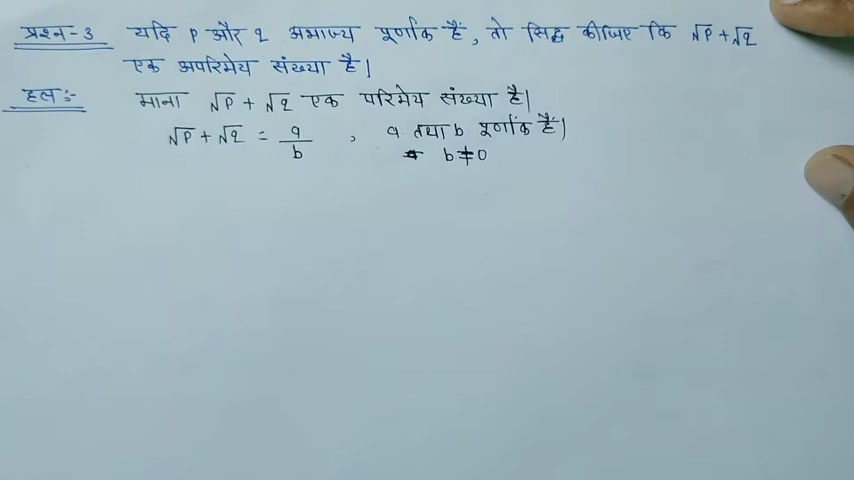 प्रश्न-3 यदि p और q अभाज्य पूर्णांक हैं, तो सिद्ध कीजिए कि √p + √q
एक अपरिमेय संख्या है।
हल:- माना √p + √q एक परिमेय संख्या है।
√p + √q = a/b , a तथा b पूर्णांक हैं।
b ≠ 0